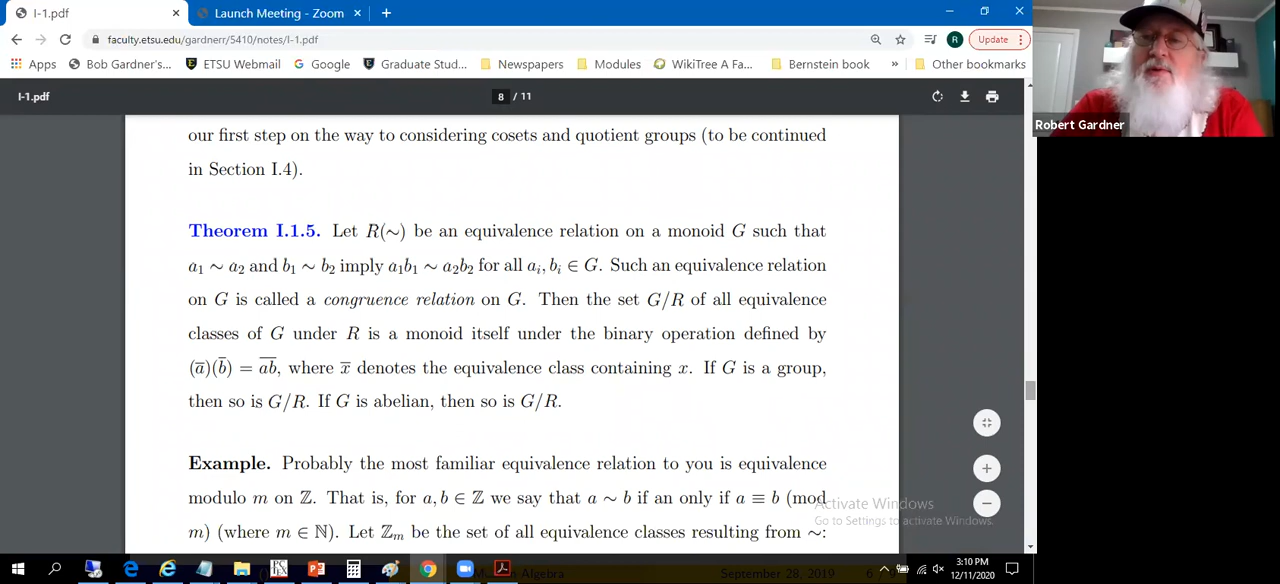 I-1.pdf
Launch Meeting - Zoom
faculty.etsu.edu/gardnerr/5410/notes/I-1.pdf
R
Update
Apps
Bob Gardner's...
ETSU Webmail
Google
Graduate Stud...
Newspapers
Modules
WikiTree A Fa...
Bernstein book
»
Other bookmarks
I-1.pdf
8 / 11
Robert Gardner
our first step on the way to considering cosets and quotient groups (to be continued
in Section I.4).
Theorem I.1.5. Let R(∼) be an equivalence relation on a monoid G such that
a₁ ∼ a₂ and b₁ ∼ b₂ imply a₁b₁ ∼ a₂b₂ for all aᵢ, bᵢ ∈ G. Such an equivalence relation
on G is called a congruence relation on G. Then the set G/R of all equivalence
classes of G under R is a monoid itself under the binary operation defined by
(a̅)(b̅) = a̅b̅, where x̅ denotes the equivalence class containing x. If G is a group,
then so is G/R. If G is abelian, then so is G/R.
Example. Probably the most familiar equivalence relation to you is equivalence
modulo m on ℤ. That is, for a, b ∈ ℤ we say that a ∼ b if an only if a ≡ b (mod
m) (where m ∈ ℕ). Let ℤₘ be the set of all equivalence classes resulting from ∼:
Activate Windows
Go to Settings to activate Windows.
Algebra
September 28, 2019
3:10 PM
12/11/2020